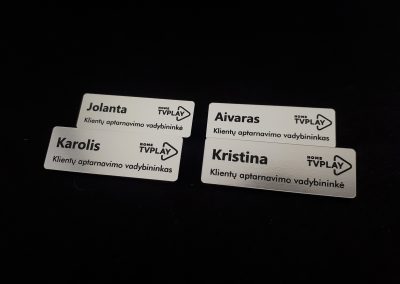 Jolanta
HOME
TVPLAY
Klientų aptarnavimo vadybininkė
Aivaras
HOME
TVPLAY
Klientų aptarnavimo vadybininkas
Karolis
HOME
TVPLAY
Klientų aptarnavimo vadybininkas
Kristina
HOME
TVPLAY
Klientų aptarnavimo vadybininkė